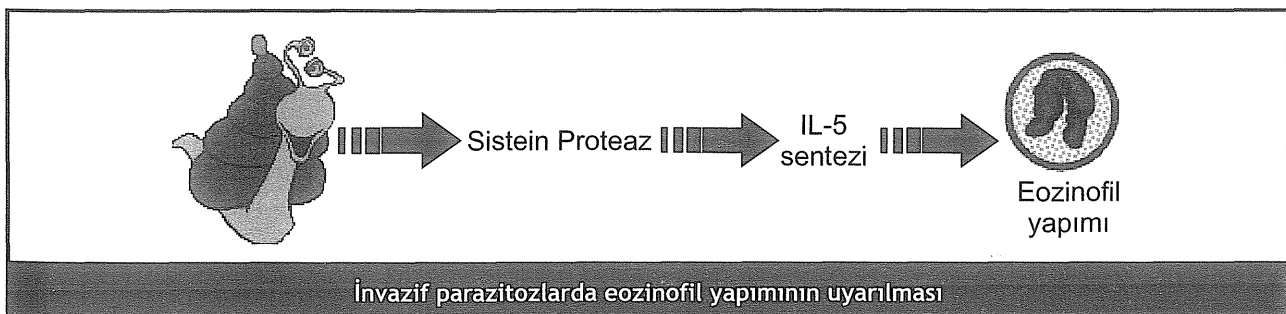 Sistein Proteaz
IL-5
sentezi
Eozinofil
yapımı
İnvazif parazitozlarda eozinofil yapımının uyarılması